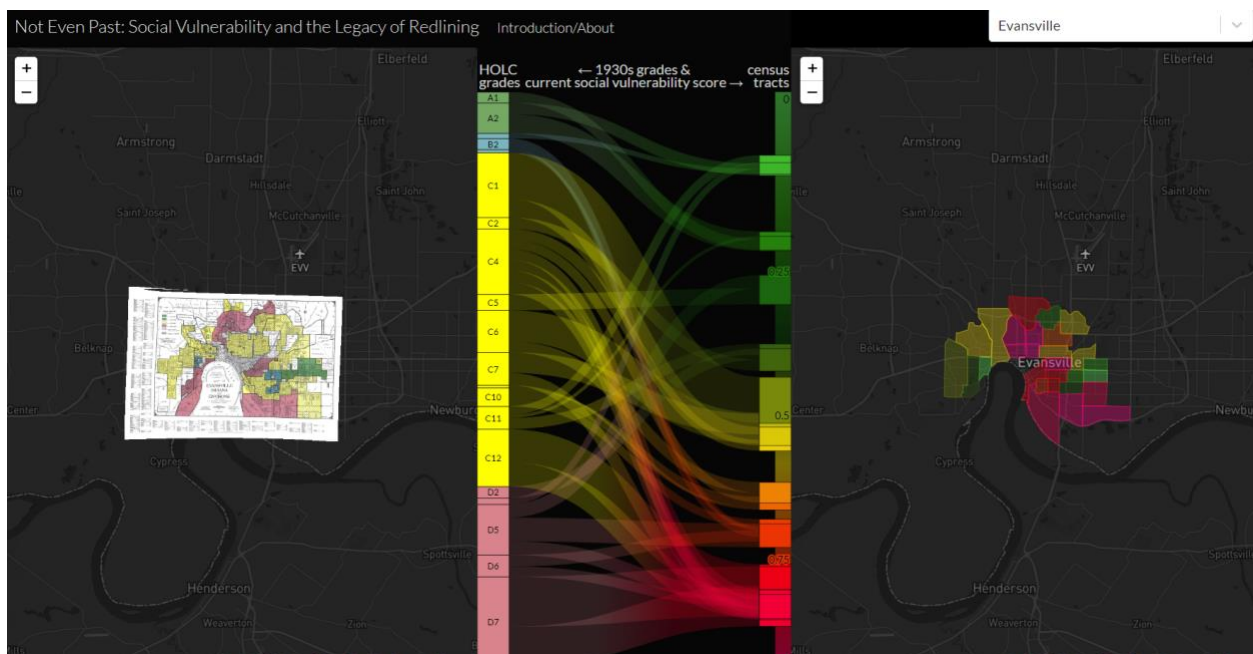 Not Even Past: Social Vulnerability and the Legacy of Redlining Introduction/About
Evansville
+
−
Elberfeld
Elliott
Armstrong
Darmstadt
Hillsdale
Saint John
Saint Joseph
McCutchanville
EVV
Belknap
Center
Newbur
Cypress
Spottsville
Henderson
Weaverton
Zion
HOLC grades
← 1930s grades & current social vulnerability score →
census tracts
A1
A2
B2
C1
C2
C4
C5
C6
C7
C10
C11
C12
D2
D5
D6
D7
0
0.25
0.5
0.75
+
−
Elberfeld
Elliott
Armstrong
Darmstadt
Hillsdale
Saint John
Saint Joseph
McCutchanville
EVV
Belknap
Evansville
Center
Newbu
Cypress
Spottsvil
Henderson
Weaverton
Zion